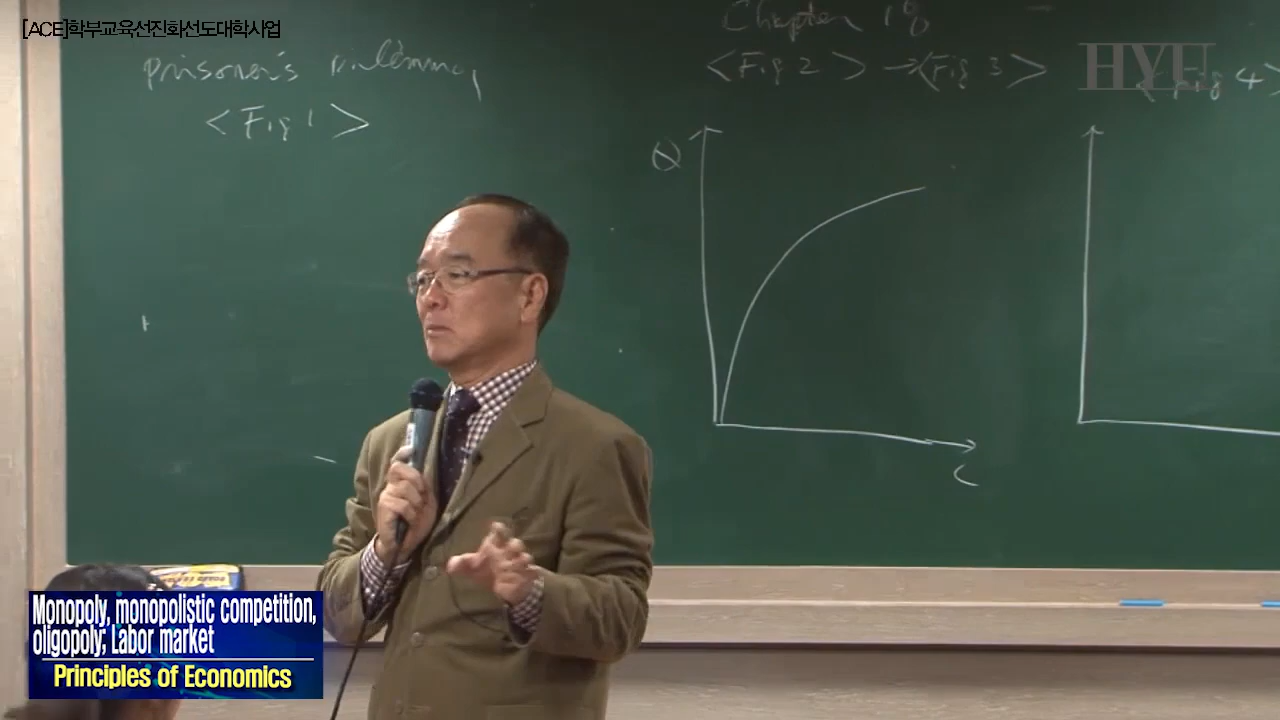 [ACE]학부교육선진화선도대학사업
Prisoner's Dilemma,
<Fig 1>
Chapter 18
<Fig 2> → <Fig 3>
<Fig 4>
HYU
Q
L
Monopoly, monopolistic competition,
oligopoly; Labor market
Principles of Economics